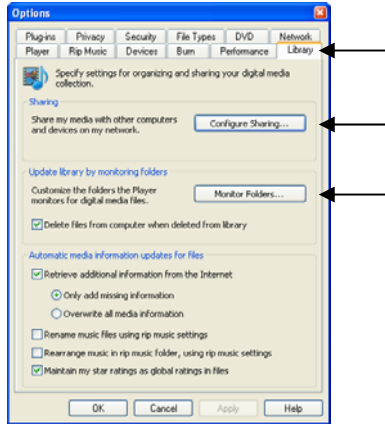 Options
Plug-ins Privacy Security File Types DVD Network
Player Rip Music Devices Burn Performance Library
Specify settings for organizing and sharing your digital media
collection.
Sharing
Share my media with other computers
and devices on my network.
Configure Sharing...
Update library by monitoring folders
Customize the folders the Player
monitors for digital media files.
Monitor Folders...
Delete files from computer when deleted from library
Automatic media information updates for files
Retrieve additional information from the Internet
Only add missing information
Overwrite all media information
Rename music files using rip music settings
Rearrange music in rip music folder, using rip music settings
Maintain my star ratings as global ratings in files
OK Cancel Apply Help